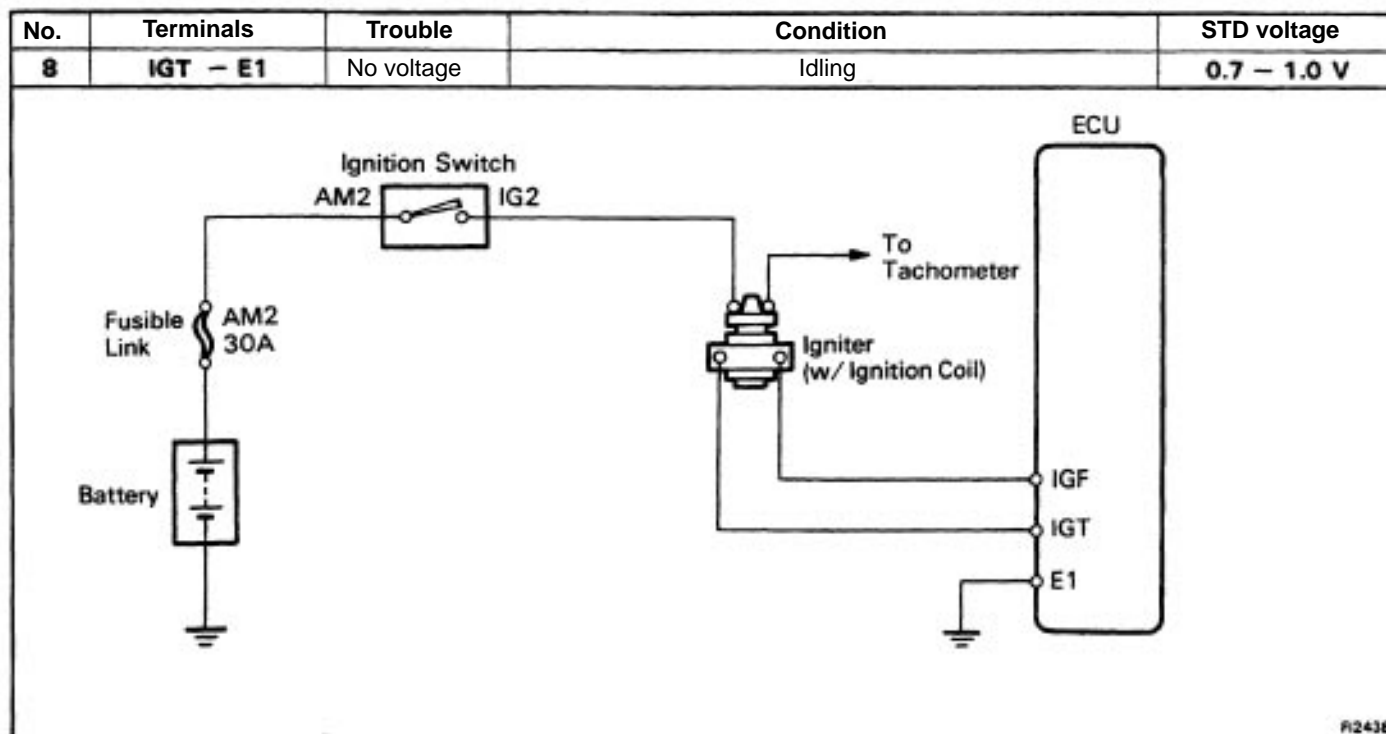 No. Terminals Trouble Condition STD voltage
8 IGT – E1 No voltage Idling 0.7 – 1.0 V
ECU
Ignition Switch
AM2 IG2
To
Tachometer
Fusible
Link
AM2
30A
Igniter
(w/ Ignition Coil)
Battery
IGF
IGT
E1